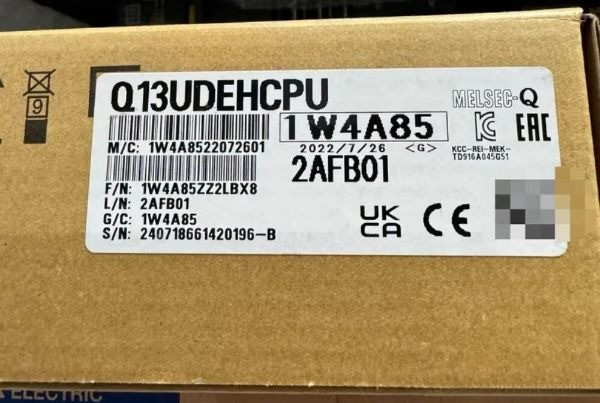 9
Q13UDEHCPU
MELSEC-Q
M/C: 1W4A8522072601
1W4A85
2022/7/26 <G>
KCC-REI-MEK-
TD916A045G51
EAC
2AFB01
F/N: 1W4A85ZZ2LBX8
L/N: 2AFB01
G/C: 1W4A85
S/N: 240718661420196-B
UK
CA
CE
ELECTRIC